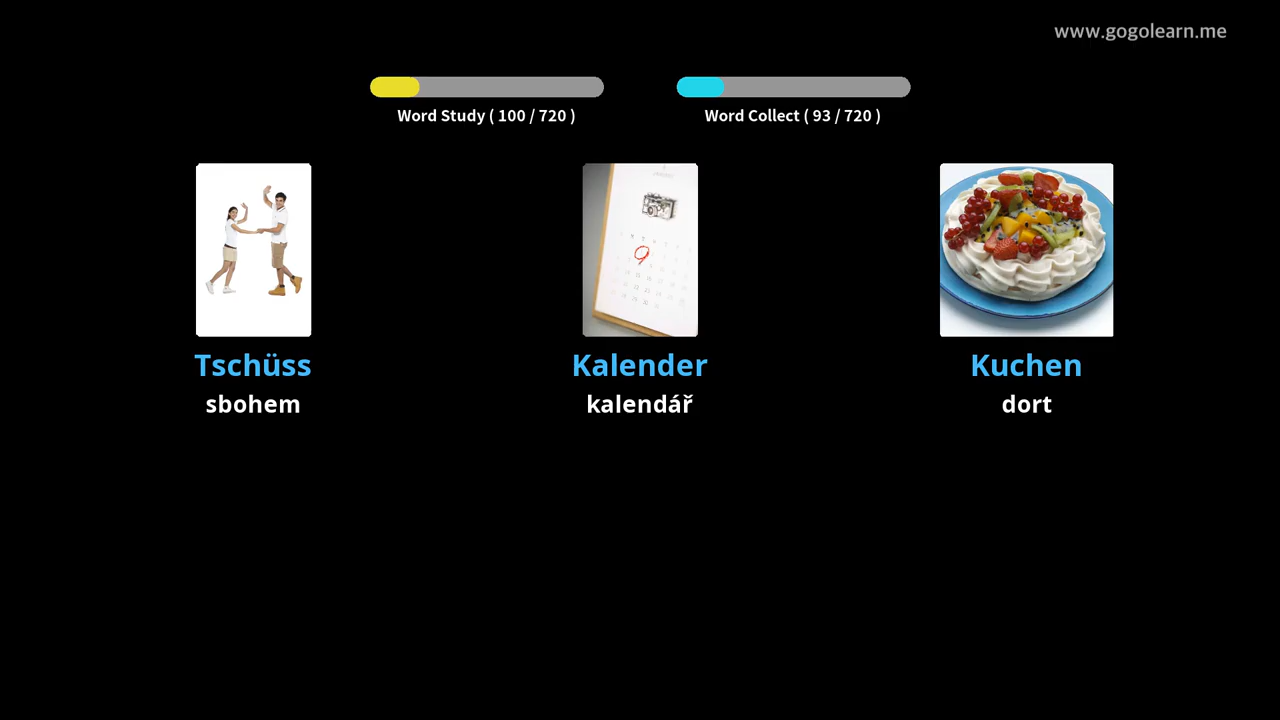 www.gogolearn.me
Word Study ( 100 / 720 )
Word Collect ( 93 / 720 )
Tschüss
Kalender
Kuchen
sbohem
kalendář
dort